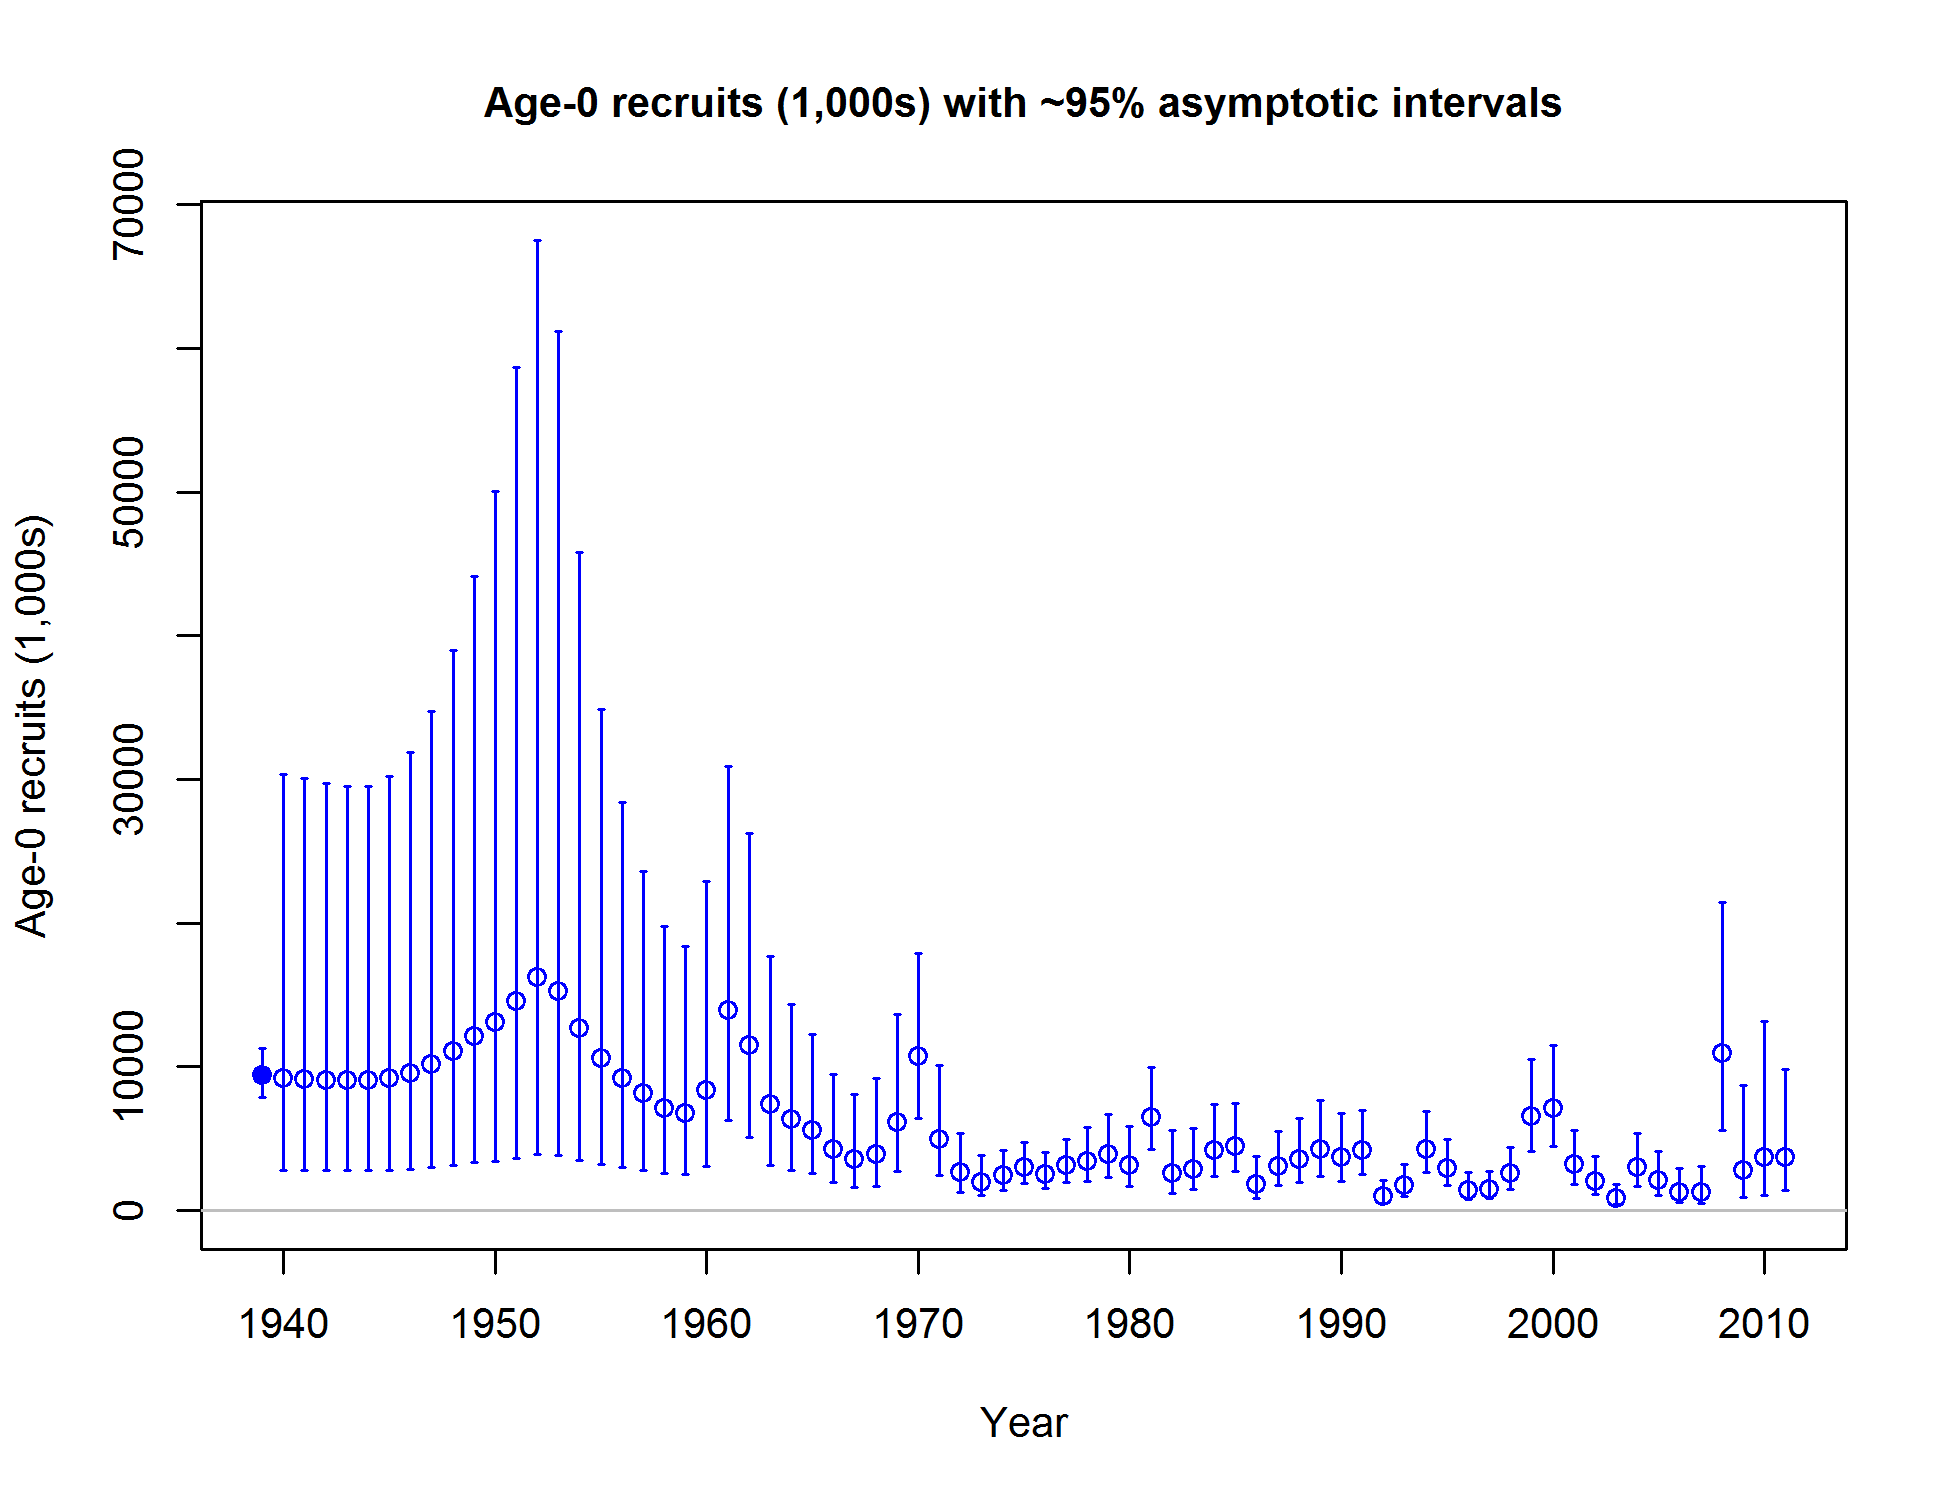 Age-0 recruits (1,000s) with ~95% asymptotic intervals
Age-0 recruits (1,000s)
70000
50000
30000
10000
0
1940 1950 1960 1970 1980 1990 2000 2010
Year